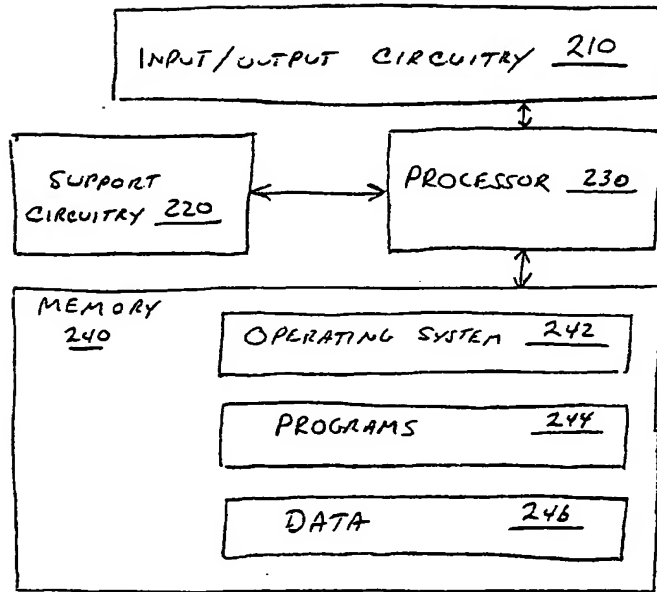 INPUT/OUTPUT CIRCUITRY 210
SUPPORT
CIRCUITRY 220
PROCESSOR 230
MEMORY
240
OPERATING SYSTEM 242
PROGRAMS 244
DATA 246